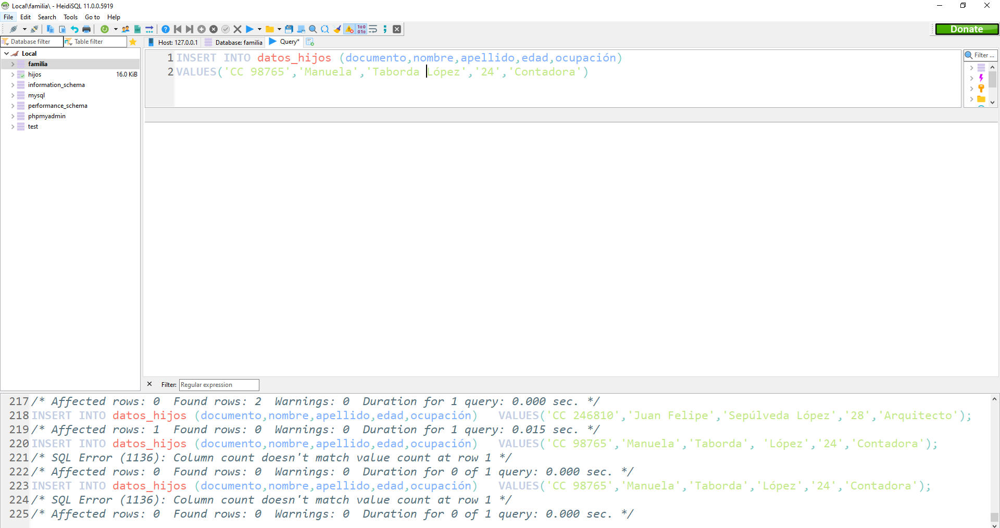 Local\familia\ - HeidiSQL 11.0.0.5919
File Edit Search Tools Go to Help
Donate
Database filter Table filter
Host: 127.0.0.1 Database: familia Query*
Local
familia
hijos 16.0 KiB
information_schema
mysql
performance_schema
phpmyadmin
test
1 INSERT INTO datos_hijos (documento,nombre,apellido,edad,ocupación)
2 VALUES('CC 98765','Manuela','Taborda López','24','Contadora')
Filter ...
Filter: Regular expression
217 /* Affected rows: 0  Found rows: 2  Warnings: 0  Duration for 1 query: 0.000 sec. */
218 INSERT INTO datos_hijos (documento,nombre,apellido,edad,ocupación)   VALUES('CC 246810','Juan Felipe','Sepúlveda López','28','Arquitecto');
219 /* Affected rows: 1  Found rows: 0  Warnings: 0  Duration for 1 query: 0.015 sec. */
220 INSERT INTO datos_hijos (documento,nombre,apellido,edad,ocupación)   VALUES('CC 98765','Manuela','Taborda', 'López','24','Contadora');
221 /* SQL Error (1136): Column count doesn't match value count at row 1 */
222 /* Affected rows: 0  Found rows: 0  Warnings: 0  Duration for 0 of 1 query: 0.000 sec. */
223 INSERT INTO datos_hijos (documento,nombre,apellido,edad,ocupación)   VALUES('CC 98765','Manuela','Taborda','López','24','Contadora');
224 /* SQL Error (1136): Column count doesn't match value count at row 1 */
225 /* Affected rows: 0  Found rows: 0  Warnings: 0  Duration for 0 of 1 query: 0.000 sec. */